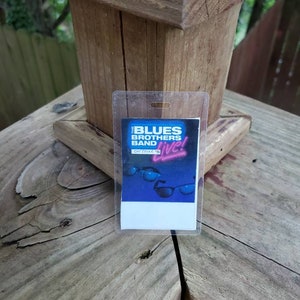 THE BLUES
BROTHERS
BAND
Live!